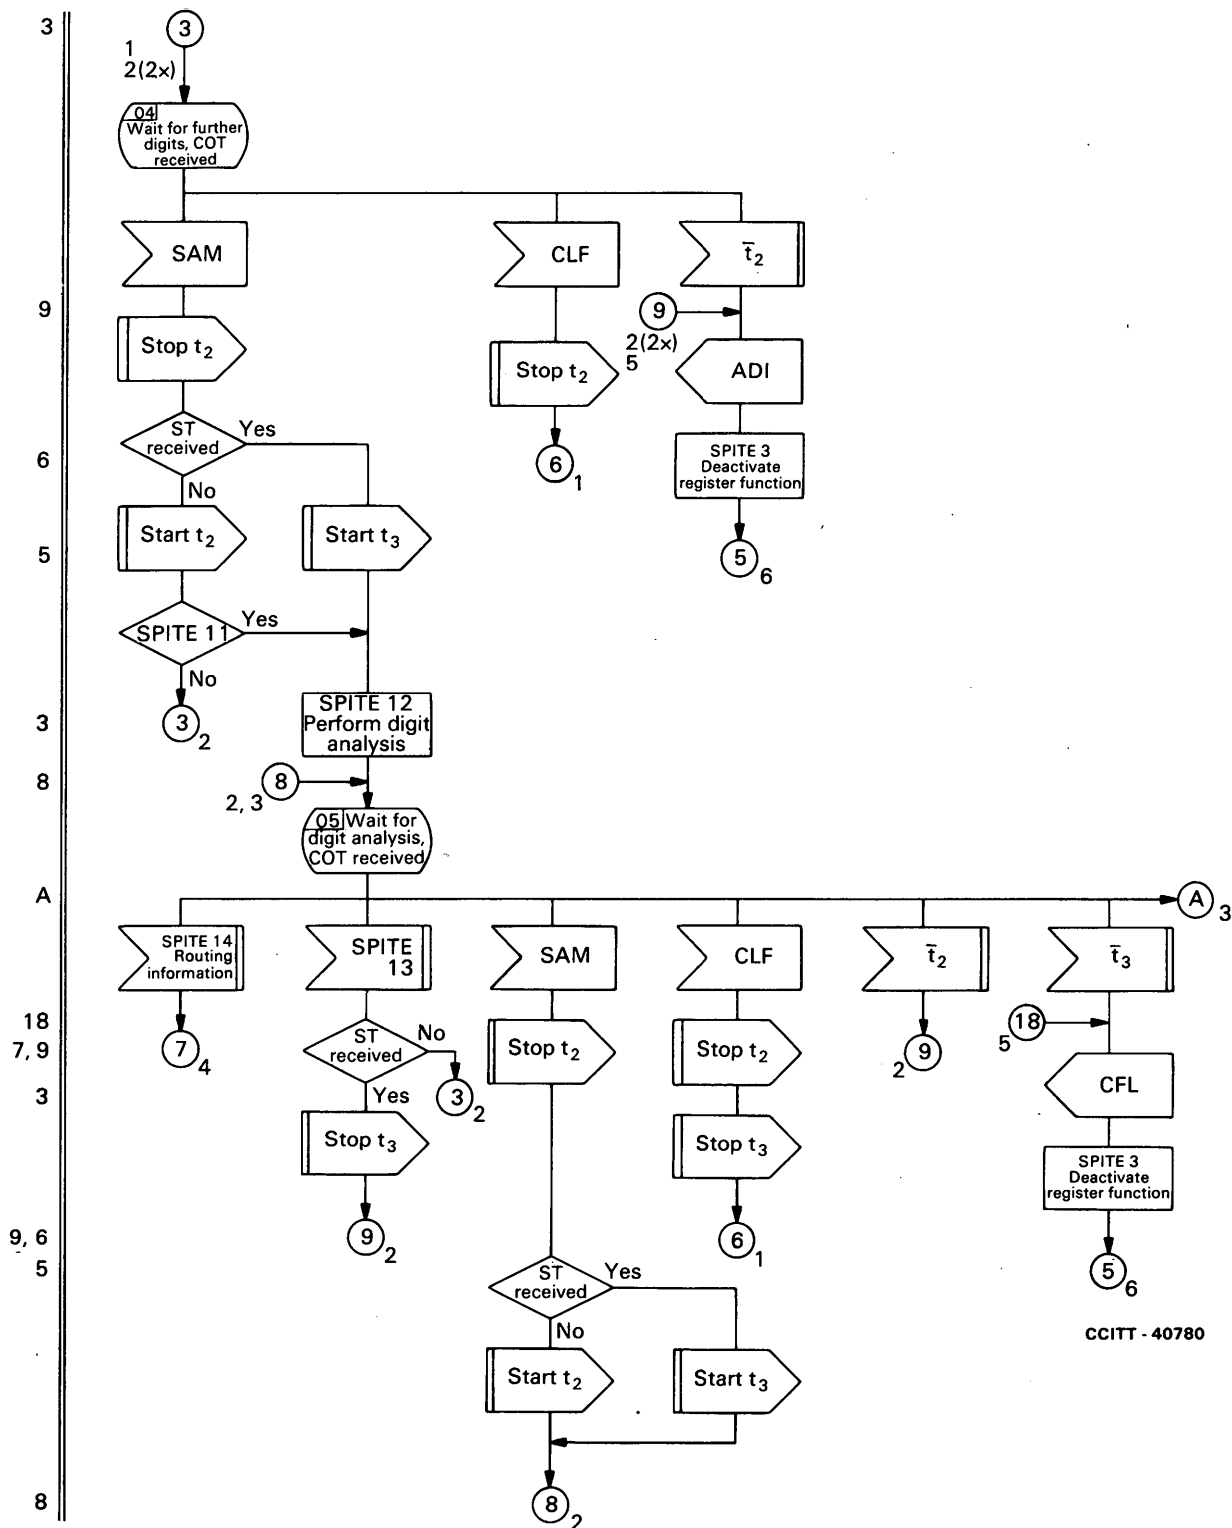 3
3
1
2(2x)
04
Wait for further
digits, COT
received
SAM
CLF
t̅2
9
9
2(2x)
5
Stop t2
Stop t2
ADI
ST
received
Yes
No
6
6 1
SPITE 3
Deactivate
register function
Start t2
Start t3
5
5 6
SPITE 11
Yes
No
3
3 2
SPITE 12
Perform digit
analysis
8
8
2, 3
05 Wait for
digit analysis,
COT received
A
A 3
SPITE 14
Routing
information
SPITE
13
SAM
CLF
t̅2
t̅3
18
7, 9
7 4
ST
received
No
Yes
3 2
Stop t2
Stop t2
2 9
18
5
CFL
3
Stop t3
Stop t3
SPITE 3
Deactivate
register function
9, 6
9 2
6 1
5
5 6
ST
received
Yes
No
CCITT - 40780
Start t2
Start t3
8
8 2